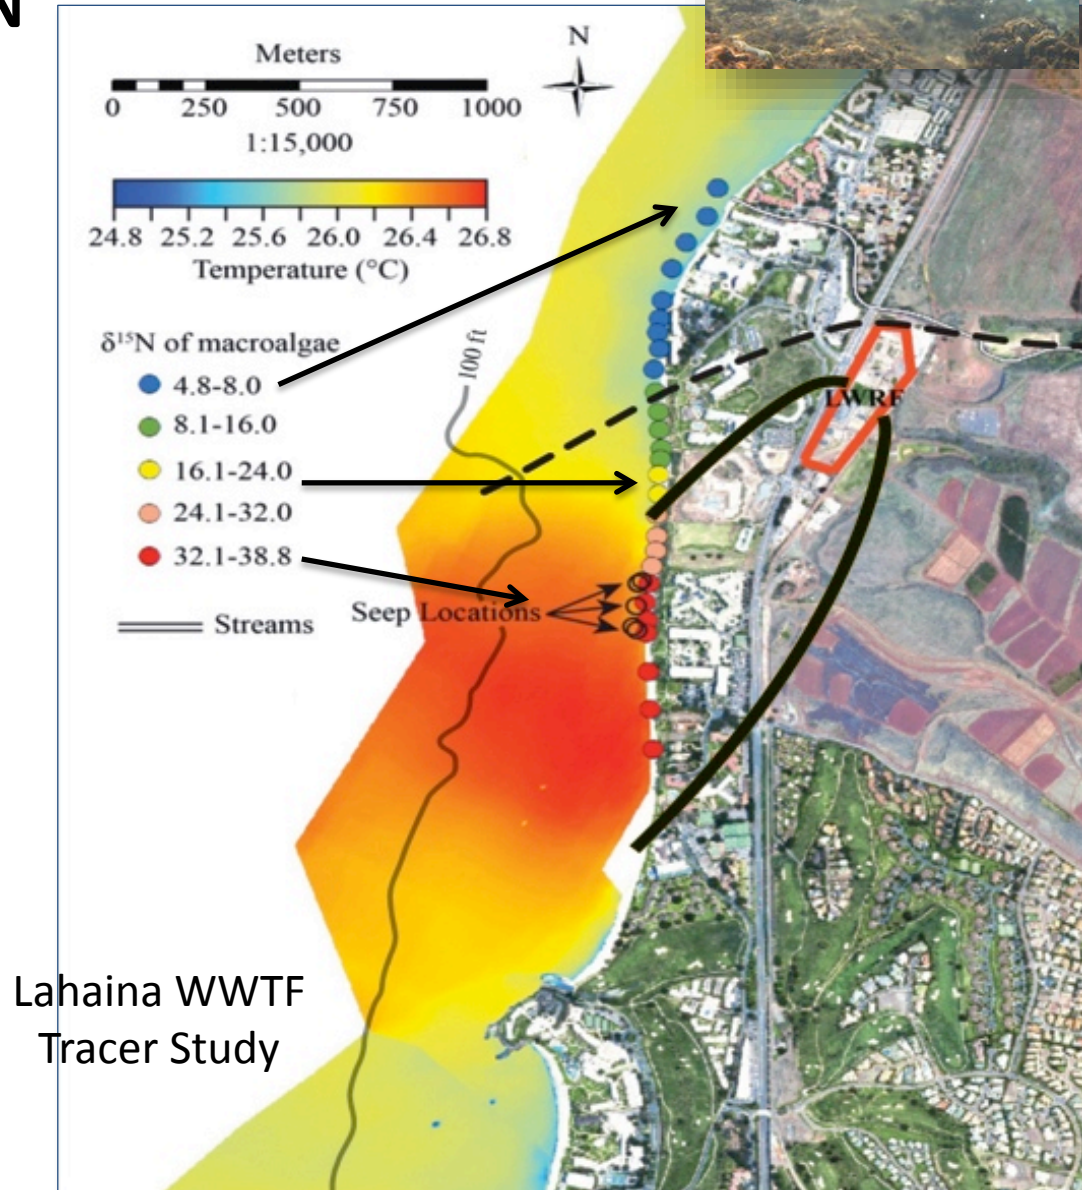 N
Meters
0 250 500 750 1000
1:15,000
N
24.8 25.2 25.6 26.0 26.4 26.8
Temperature (°C)
δ¹⁵N of macroalgae
4.8-8.0
8.1-16.0
16.1-24.0
24.1-32.0
32.1-38.8
Streams
100 ft
Seep Locations
LWRF
Lahaina WWTF
Tracer Study